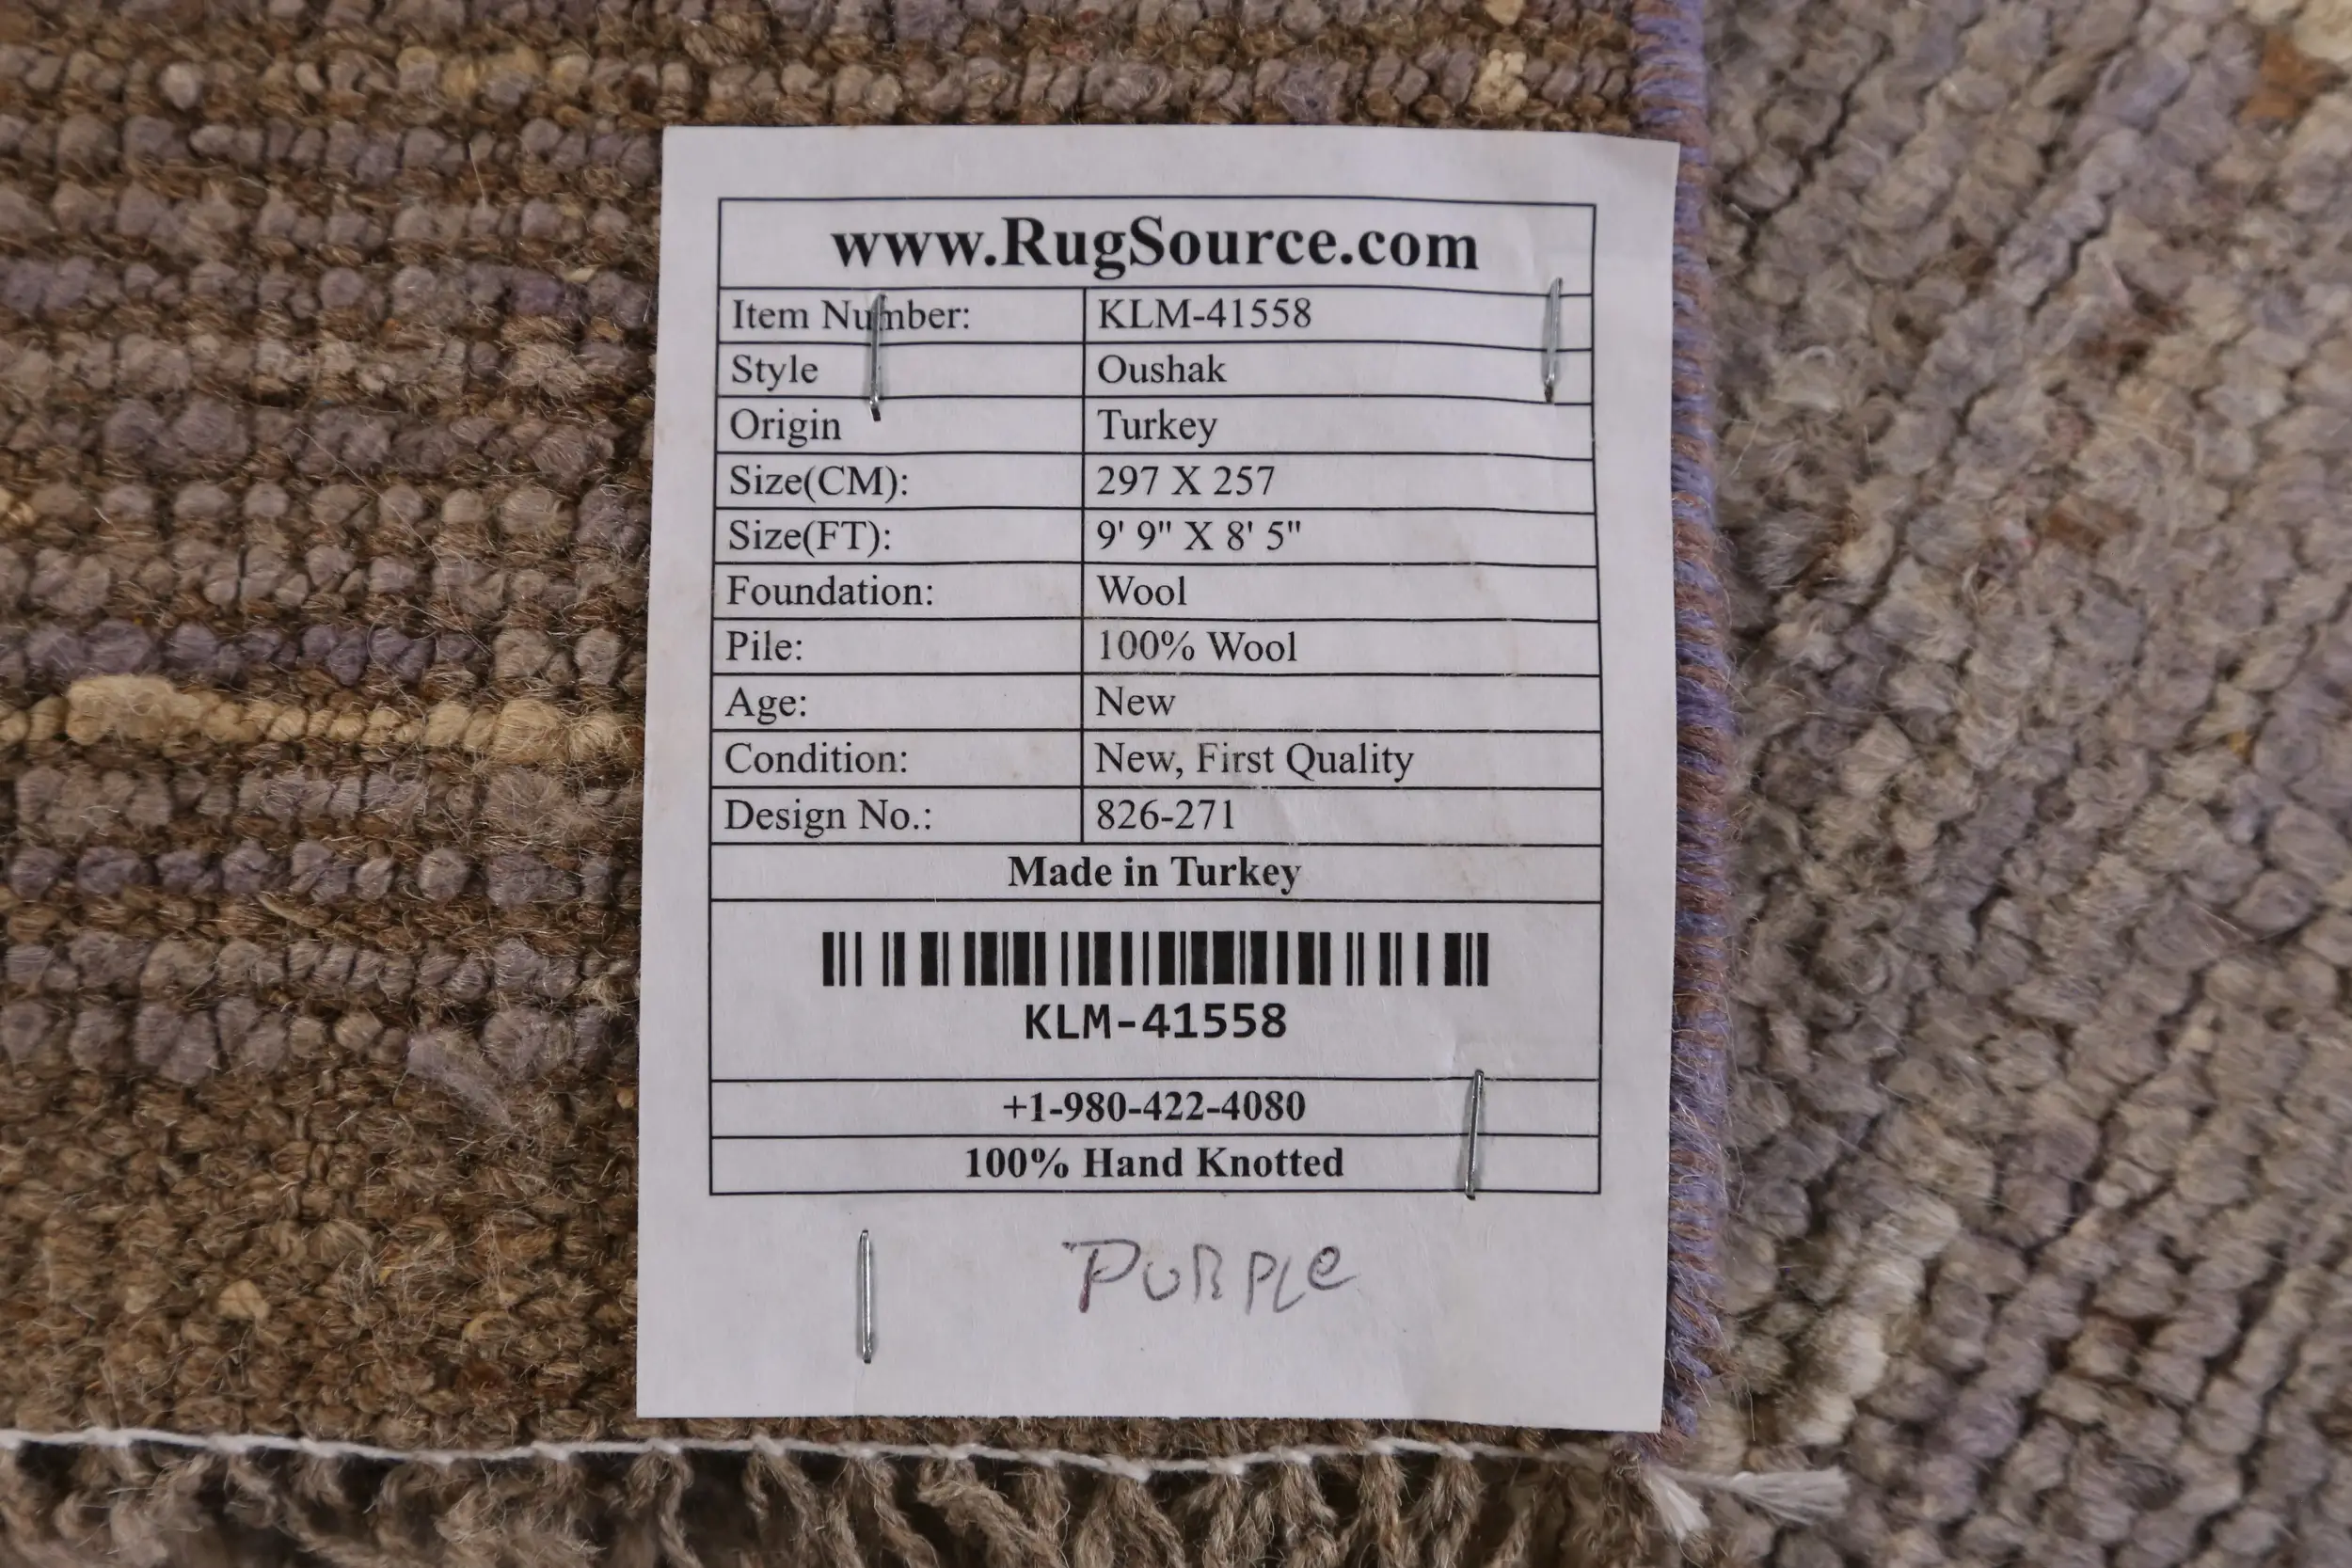 www.RugSource.com
Item Number: KLM-41558
Style Oushak
Origin Turkey
Size(CM): 297 X 257
Size(FT): 9' 9" X 8' 5"
Foundation: Wool
Pile: 100% Wool
Age: New
Condition: New, First Quality
Design No.: 826-271
Made in Turkey
KLM-41558
+1-980-422-4080
100% Hand Knotted
PURPLe